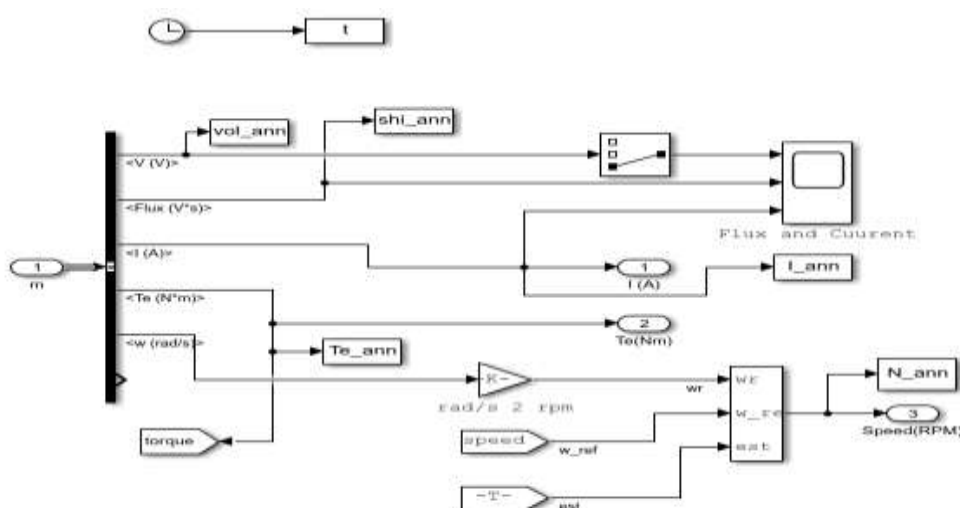 t
vol_ann
shi_ann
<V (V)>
<Flux (V*s)>
Flux and Cuurent
<I (A)>
1
m
1
I (A)
I_ann
<Te (N*m)>
2
Te(Nm)
<w (rad/s)>
Te_ann
K-
rad/s 2 rpm
wr
wr
N_ann
torque
speed
w_ref
w_re
3
Speed(RPM)
est
-T-
est